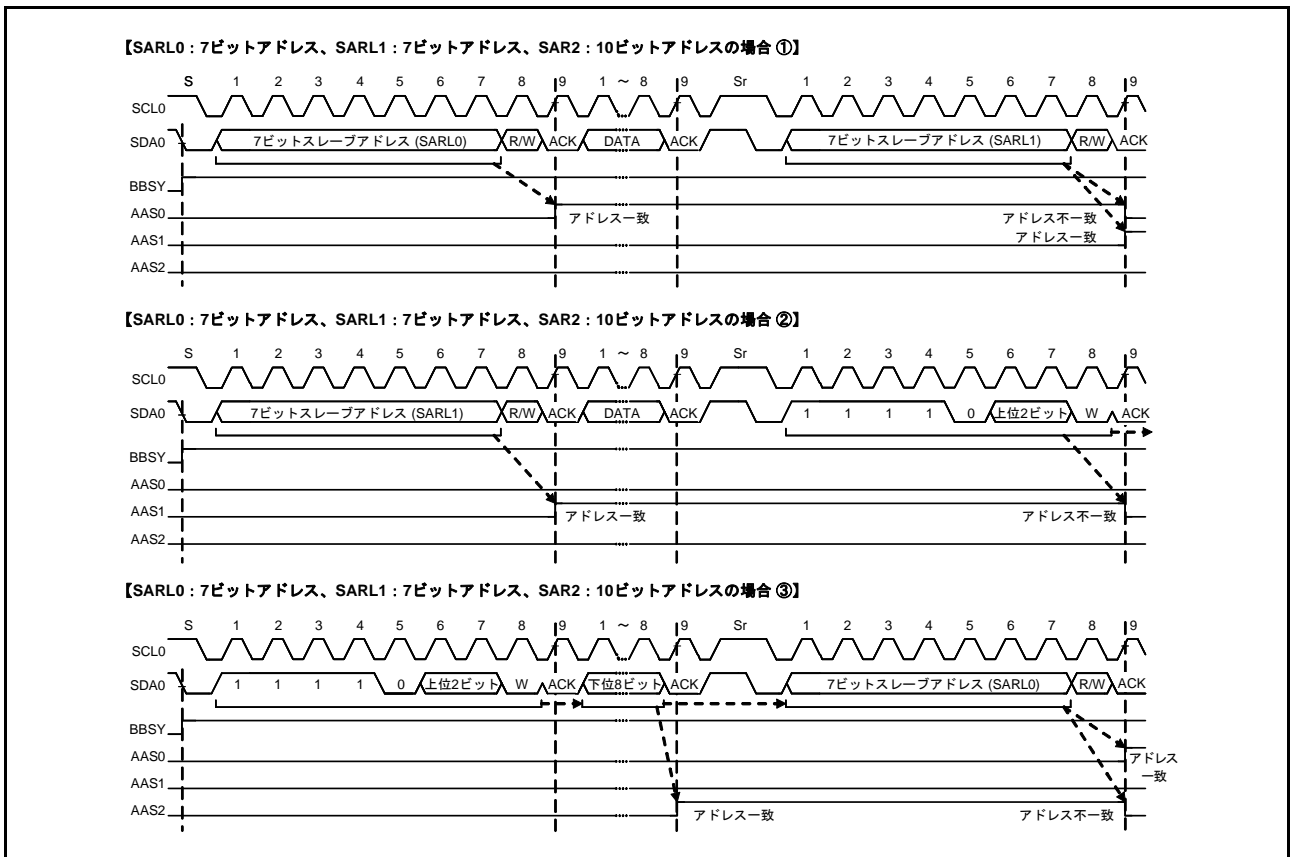 【SARL0：7ビットアドレス、SARL1：7ビットアドレス、SAR2：10ビットアドレスの場合 ①】
S 1 2 3 4 5 6 7 8 9 1 ～ 8 9 Sr 1 2 3 4 5 6 7 8 9
SCL0
SDA0 7ビットスレーブアドレス (SARL0) R/W ACK DATA ACK 7ビットスレーブアドレス (SARL1) R/W ACK
BBSY
AAS0 アドレス一致 アドレス不一致
AAS1 アドレス一致
AAS2
【SARL0：7ビットアドレス、SARL1：7ビットアドレス、SAR2：10ビットアドレスの場合 ②】
S 1 2 3 4 5 6 7 8 9 1 ～ 8 9 Sr 1 2 3 4 5 6 7 8 9
SCL0
SDA0 7ビットスレーブアドレス (SARL1) R/W ACK DATA ACK 1 1 1 1 0 上位2ビット W ACK
BBSY
AAS0
AAS1 アドレス一致 アドレス不一致
AAS2
【SARL0：7ビットアドレス、SARL1：7ビットアドレス、SAR2：10ビットアドレスの場合 ③】
S 1 2 3 4 5 6 7 8 9 1 ～ 8 9 Sr 1 2 3 4 5 6 7 8 9
SCL0
SDA0 1 1 1 1 0 上位2ビット W ACK 下位8ビット ACK 7ビットスレーブアドレス (SARL0) R/W ACK
BBSY
AAS0 アドレス
一致
AAS1
AAS2 アドレス一致 アドレス不一致